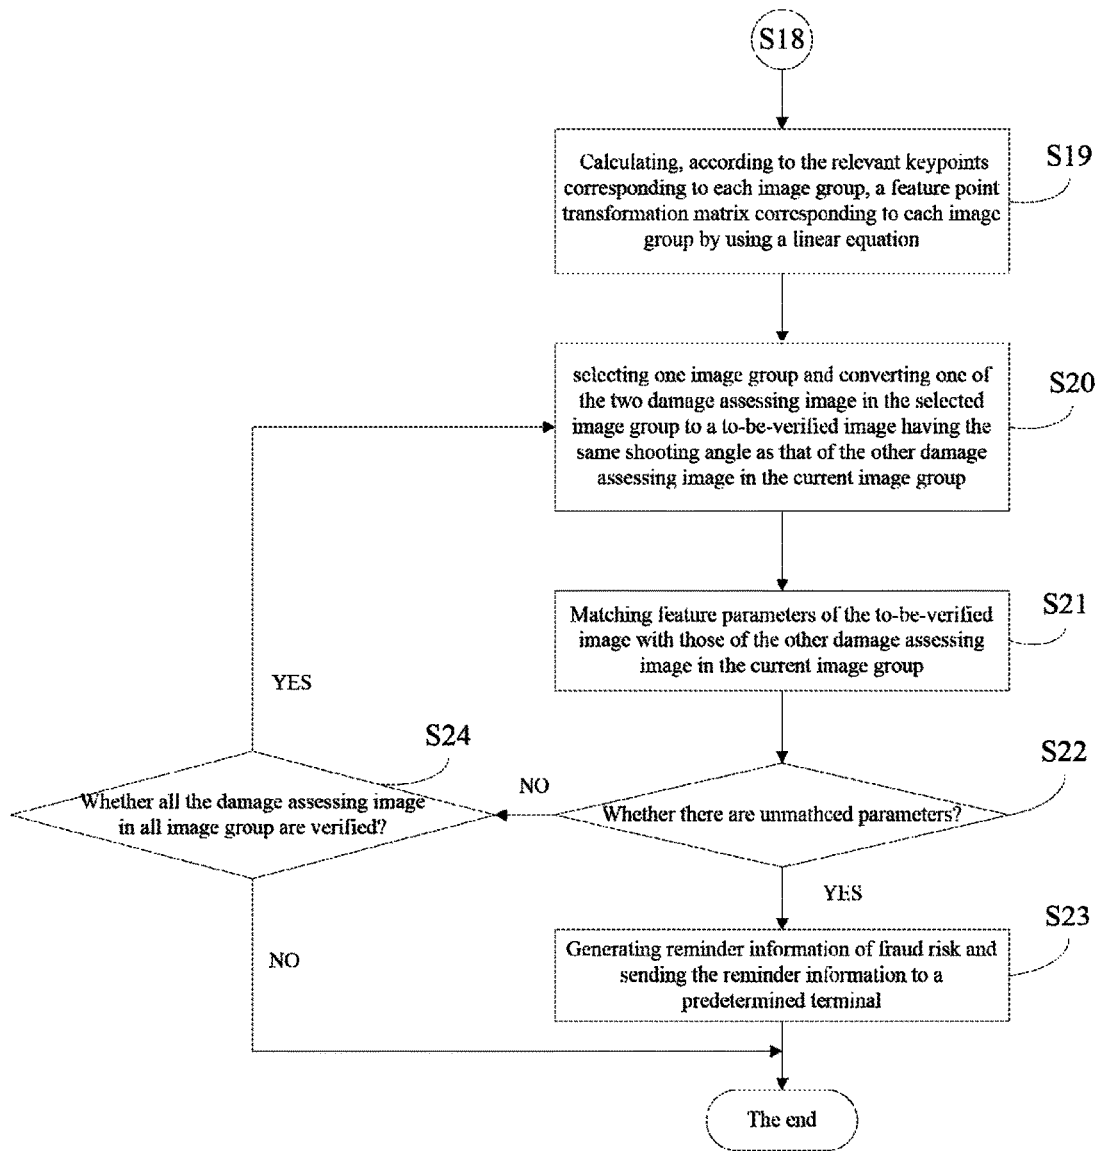 S18
Calculating, according to the relevant keypoints
corresponding to each image group, a feature point
transformation matrix corresponding to each image
group by using a linear equation
S19
selecting one image group and converting one of
the two damage assessing image in the selected
image group to a to-be-verified image having the
same shooting angle as that of the other damage
assessing image in the current image group
S20
Matching feature parameters of the to-be-verified
image with those of the other damage assessing
image in the current image group
S21
YES
S24
Whether all the damage assessing image
in all image group are verified?
NO
Whether there are unmathced parameters?
S22
YES
NO
Generating reminder information of fraud risk and
sending the reminder information to a
predetermined terminal
S23
The end